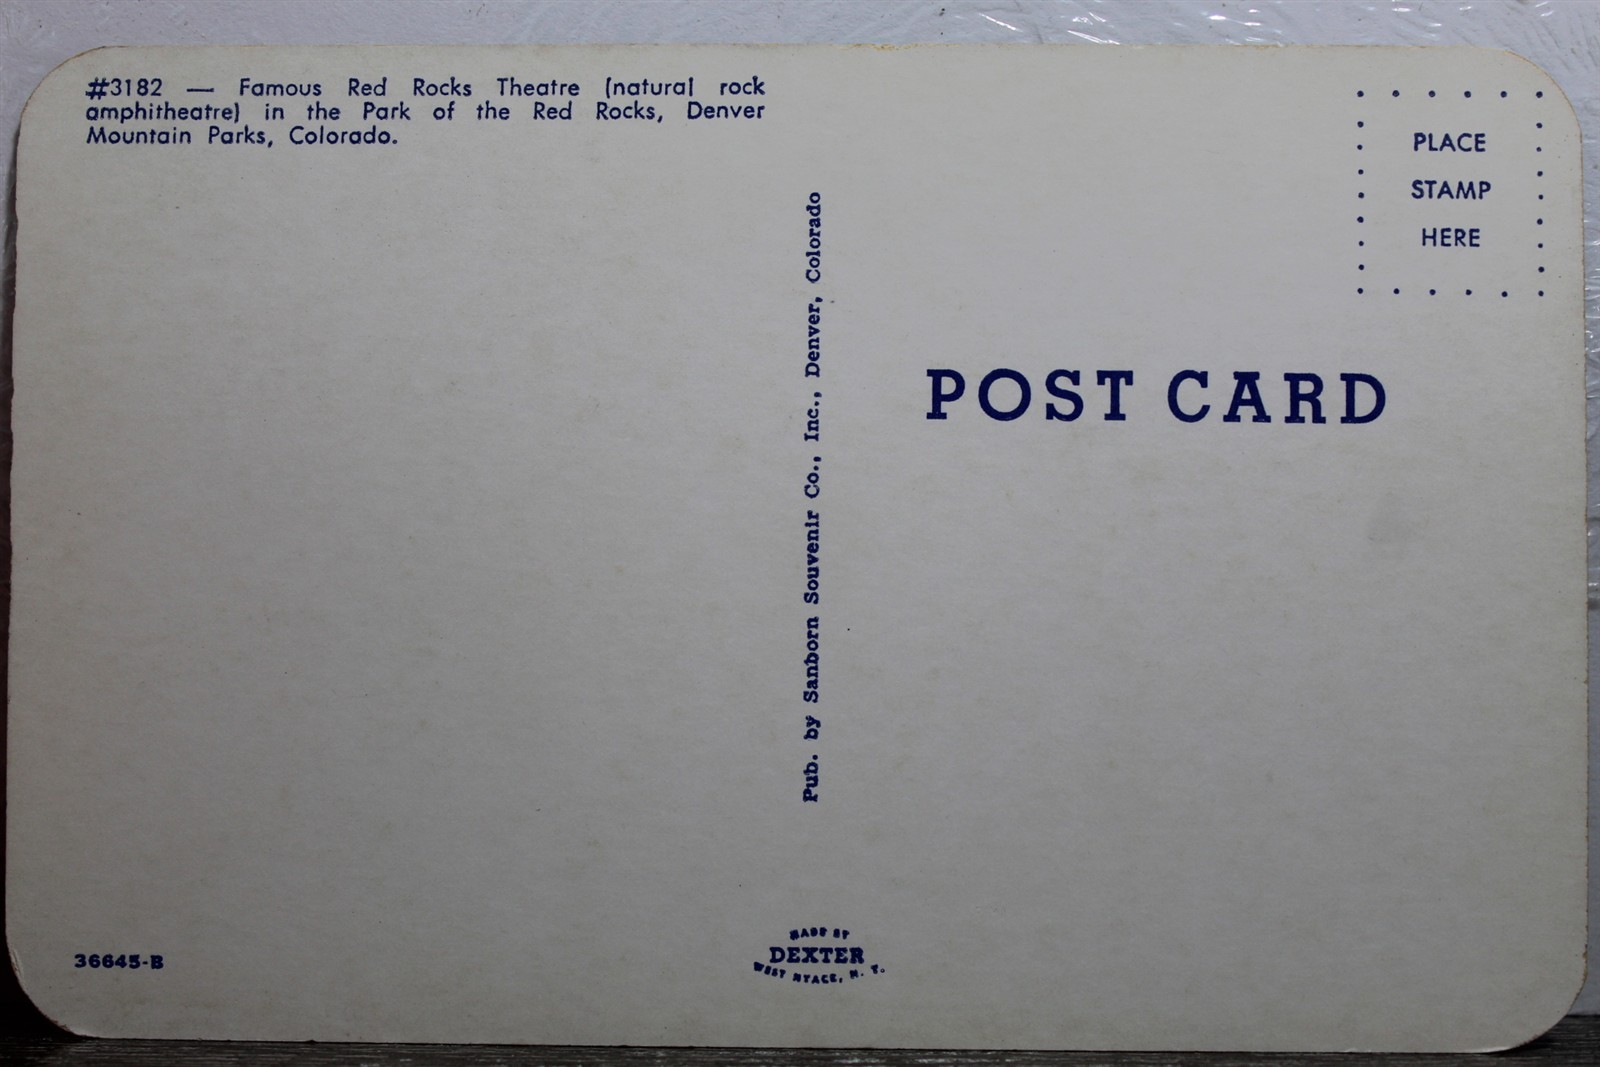 #3182 — Famous Red Rocks Theatre (natural rock
amphitheatre) in the Park of the Red Rocks, Denver
Mountain Parks, Colorado.
PLACE
STAMP
HERE
Pub. by Sanborn Souvenir Co., Inc., Denver, Colorado
POST CARD
36645-B
MADE BY
DEXTER
WEST NYACK, N. Y.